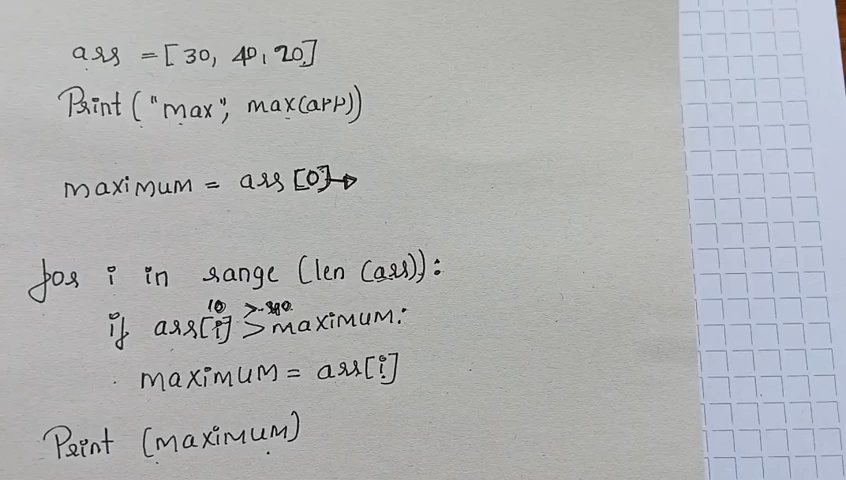 arr = [30, 40, 20]
Print("max", max(arr))
maximum = arr[0]→
for i in range (len (arr)):
if arr[i] > maximum:
maximum = arr[i]
Print (maximum)